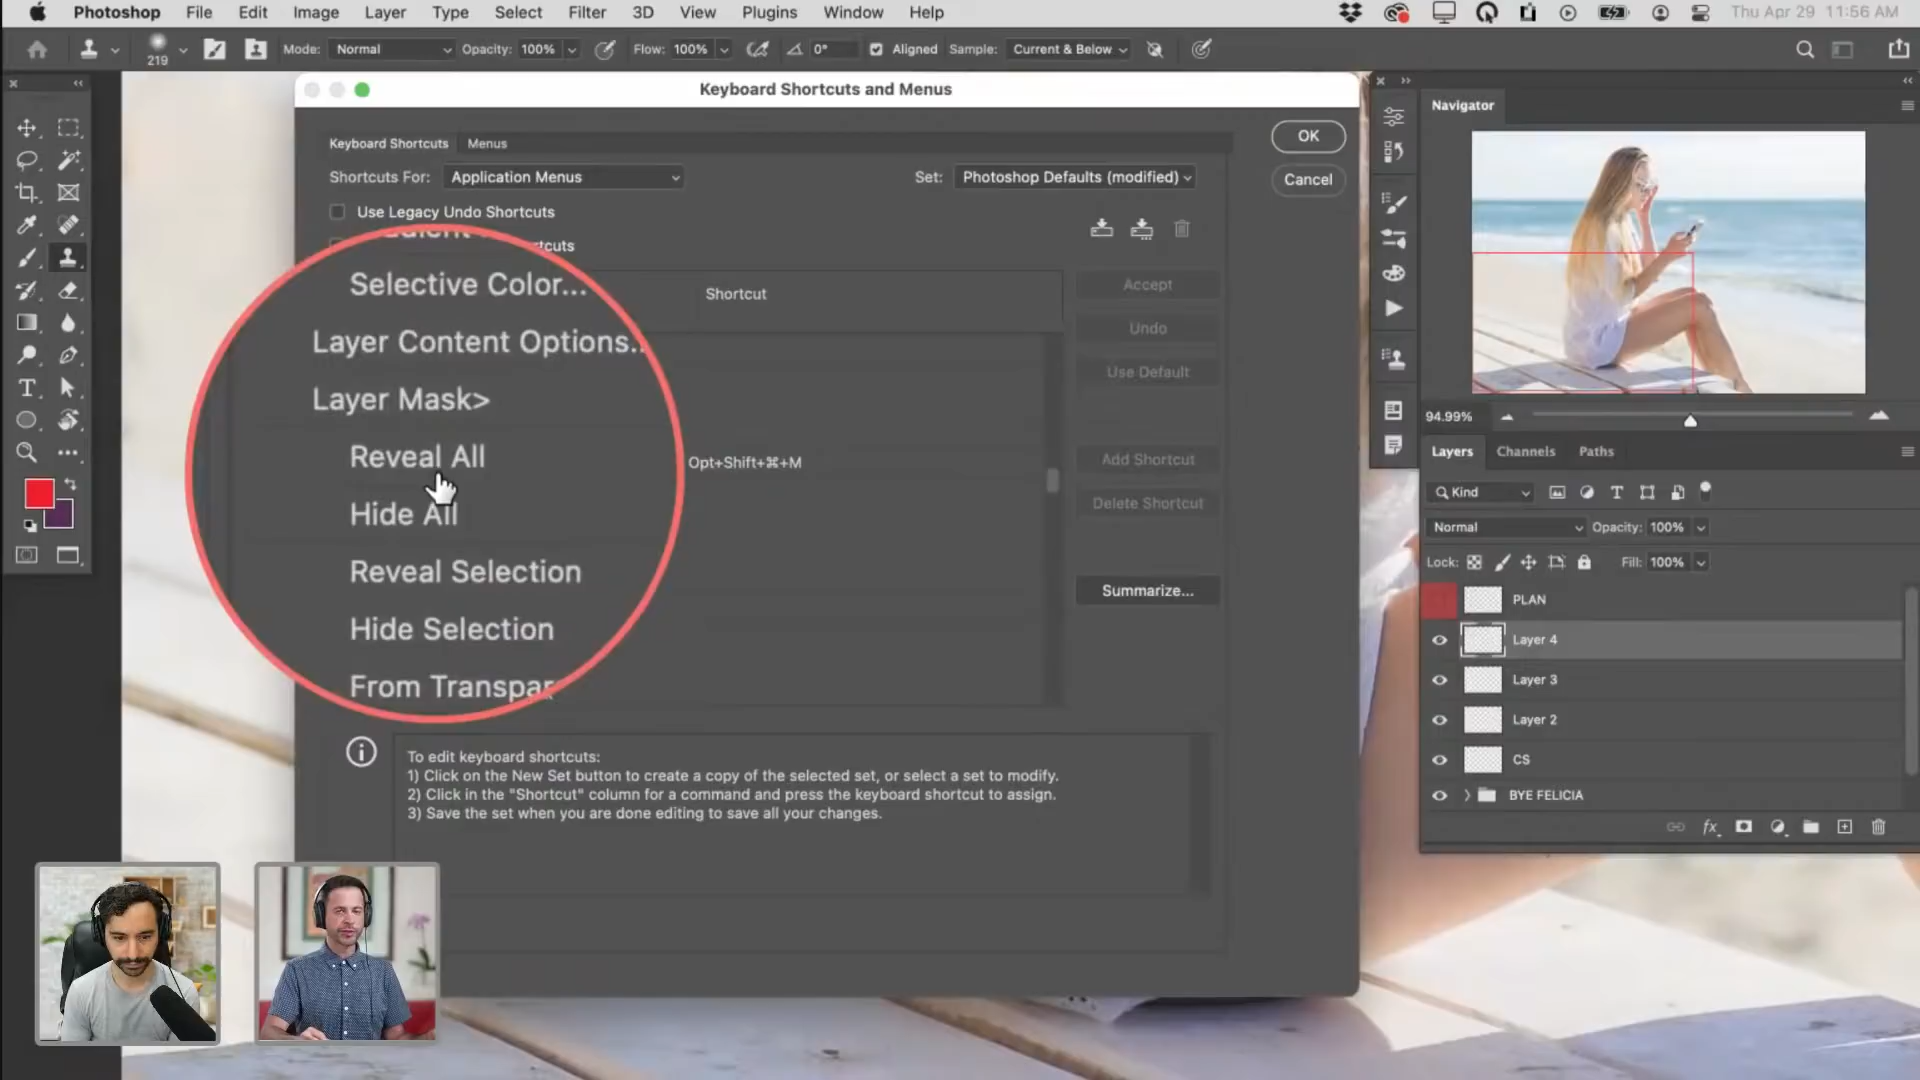 Photoshop File Edit Image Layer Type Select Filter 3D View Plugins Window Help Thu Apr 29 11:56 AM
219 Mode: Normal Opacity: 100% Flow: 100% 0° Aligned Sample: Current & Below
Keyboard Shortcuts and Menus
Keyboard Shortcuts Menus
OK
Shortcuts For: Application Menus Set: Photoshop Defaults (modified)
Cancel
Use Legacy Undo Shortcuts
Selective Color...
Shortcut
Layer Content Options..
Layer Mask>
Reveal All
Opt+Shift+⌘+M
Hide All
Reveal Selection
Hide Selection
From Transpar
Accept
Undo
Use Default
Add Shortcut
Delete Shortcut
Summarize...
To edit keyboard shortcuts:
1) Click on the New Set button to create a copy of the selected set, or select a set to modify.
2) Click in the "Shortcut" column for a command and press the keyboard shortcut to assign.
3) Save the set when you are done editing to save all your changes.
Navigator
94.99%
Layers Channels Paths
Kind
Normal Opacity: 100%
Lock: Fill: 100%
PLAN
Layer 4
Layer 3
Layer 2
CS
BYE FELICIA